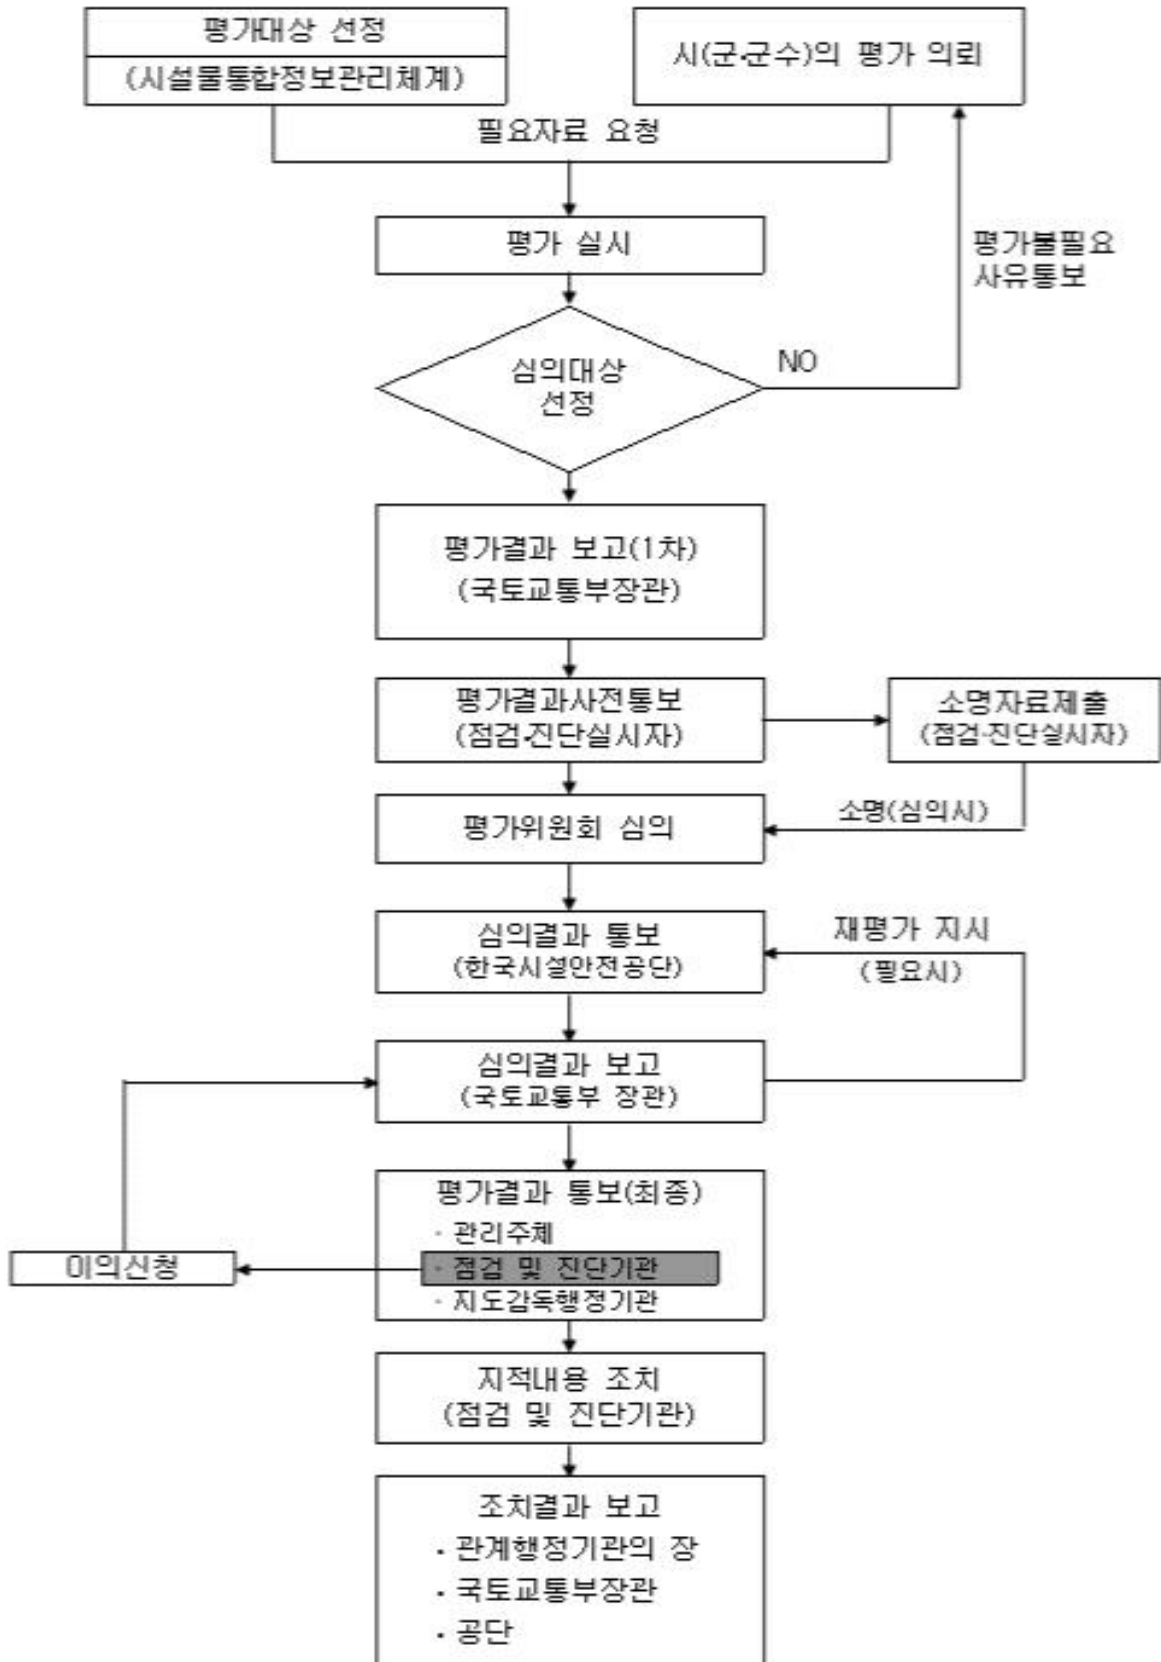 평가대상 선정
(시설물통합정보관리체계)
시(군·군수)의 평가 의뢰
필요자료 요청
평가 실시
평가불필요
사유통보
심의대상
선정
NO
평가결과 보고(1차)
(국토교통부장관)
평가결과사전통보
(점검·진단실시자)
소명자료제출
(점검·진단실시자)
소명(심의시)
평가위원회 심의
심의결과 통보
(한국시설안전공단)
재평가 지시
(필요시)
심의결과 보고
(국토교통부 장관)
평가결과 통보(최종)
· 관리주체
· 점검 및 진단기관
· 지도감독행정기관
이의신청
지적내용 조치
(점검 및 진단기관)
조치결과 보고
· 관계행정기관의 장
· 국토교통부장관
· 공단